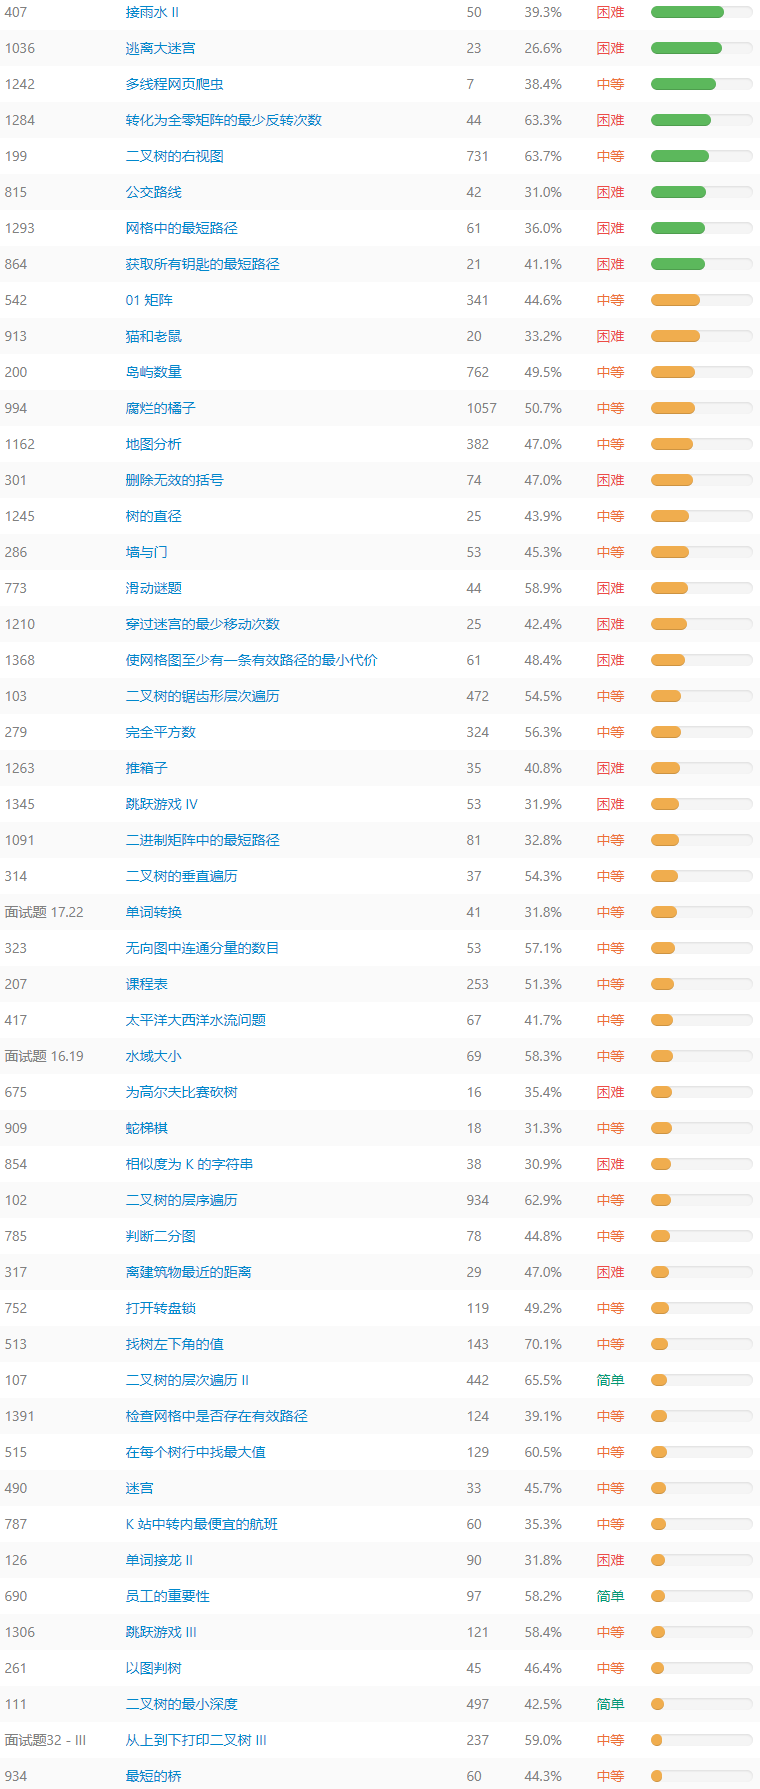 407 接雨水 II 50 39.3% 困难
1036 逃离大迷宫 23 26.6% 困难
1242 多线程网页爬虫 7 38.4% 中等
1284 转化为全零矩阵的最少反转次数 44 63.3% 困难
199 二叉树的右视图 731 63.7% 中等
815 公交路线 42 31.0% 困难
1293 网格中的最短路径 61 36.0% 困难
864 获取所有钥匙的最短路径 21 41.1% 困难
542 01 矩阵 341 44.6% 中等
913 猫和老鼠 20 33.2% 困难
200 岛屿数量 762 49.5% 中等
994 腐烂的橘子 1057 50.7% 中等
1162 地图分析 382 47.0% 中等
301 删除无效的括号 74 47.0% 困难
1245 树的直径 25 43.9% 中等
286 墙与门 53 45.3% 中等
773 滑动谜题 44 58.9% 困难
1210 穿过迷宫的最少移动次数 25 42.4% 困难
1368 使网格图至少有一条有效路径的最小代价 61 48.4% 困难
103 二叉树的锯齿形层次遍历 472 54.5% 中等
279 完全平方数 324 56.3% 中等
1263 推箱子 35 40.8% 困难
1345 跳跃游戏 IV 53 31.9% 困难
1091 二进制矩阵中的最短路径 81 32.8% 中等
314 二叉树的垂直遍历 37 54.3% 中等
面试题 17.22 单词转换 41 31.8% 中等
323 无向图中连通分量的数目 53 57.1% 中等
207 课程表 253 51.3% 中等
417 太平洋大西洋水流问题 67 41.7% 中等
面试题 16.19 水域大小 69 58.3% 中等
675 为高尔夫比赛砍树 16 35.4% 困难
909 蛇梯棋 18 31.3% 中等
854 相似度为 K 的字符串 38 30.9% 困难
102 二叉树的层序遍历 934 62.9% 中等
785 判断二分图 78 44.8% 中等
317 离建筑物最近的距离 29 47.0% 困难
752 打开转盘锁 119 49.2% 中等
513 找树左下角的值 143 70.1% 中等
107 二叉树的层次遍历 II 442 65.5% 简单
1391 检查网格中是否存在有效路径 124 39.1% 中等
515 在每个树行中找最大值 129 60.5% 中等
490 迷宫 33 45.7% 中等
787 K 站中转内最便宜的航班 60 35.3% 中等
126 单词接龙 II 90 31.8% 困难
690 员工的重要性 97 58.2% 简单
1306 跳跃游戏 III 121 58.4% 中等
261 以图判树 45 46.4% 中等
111 二叉树的最小深度 497 42.5% 简单
面试题32 - III 从上到下打印二叉树 III 237 59.0% 中等
934 最短的桥 60 44.3% 中等